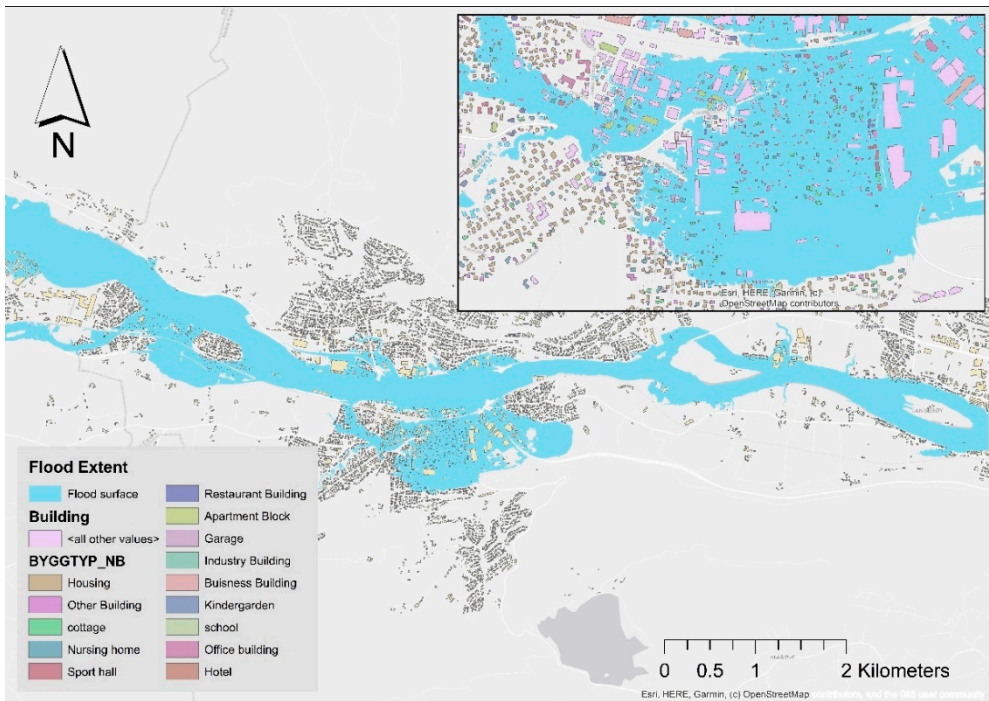 N
Esri, HERE, Garmin, (c)
OpenStreetMap contributors
Flood Extent
Flood surface
Building
<all other values>
BYGGTYP_NB
Housing
Other Building
cottage
Nursing home
Sport hall
Restaurant Building
Apartment Block
Garage
Industry Building
Buisness Building
Kindergarden
school
Office building
Hotel
0 0.5 1 2 Kilometers
Esri, HERE, Garmin, (c) OpenStreetMap contributors, and the GIS user community